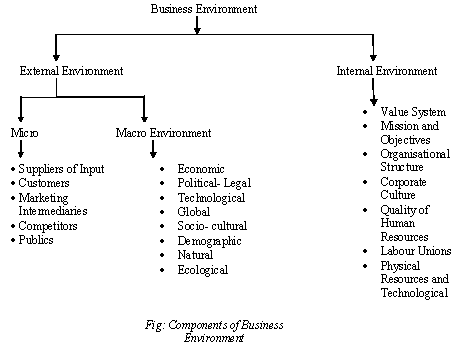 Business Environment
External Environment
Internal Environment
Micro
Macro Environment
• Suppliers of Input
• Customers
• Marketing
Intermediaries
• Competitors
• Publics
• Economic
• Political- Legal
• Technological
• Global
• Socio- cultural
• Demographic
• Natural
• Ecological
• Value System
• Mission and
Objectives
• Organisational
Structure
• Corporate
Culture
• Quality of
Human
Resources
• Labour Unions
• Physical
Resources and
Technological
Fig: Components of Business
Environment